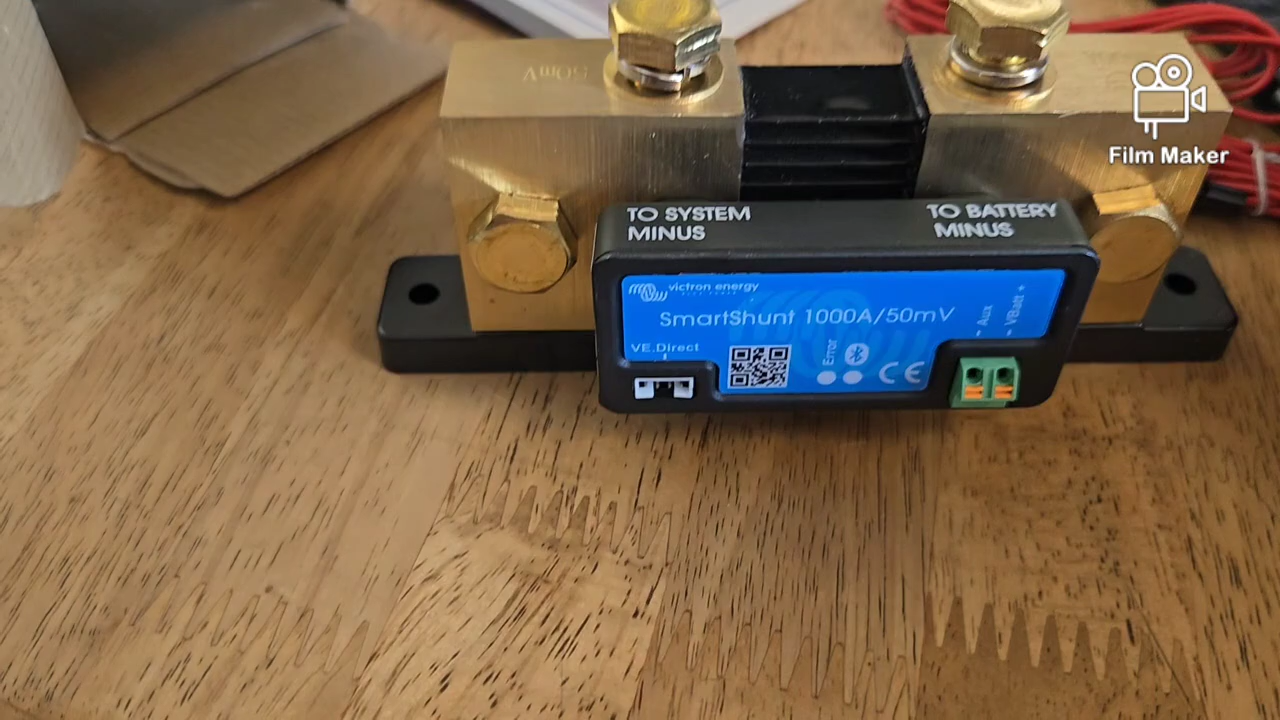 50mV
Film Maker
TO SYSTEM
MINUS
TO BATTERY
MINUS
victron energy
SmartShunt 1000A/50mV
VE.Direct
Error
- Aux
- VBatt +
CE